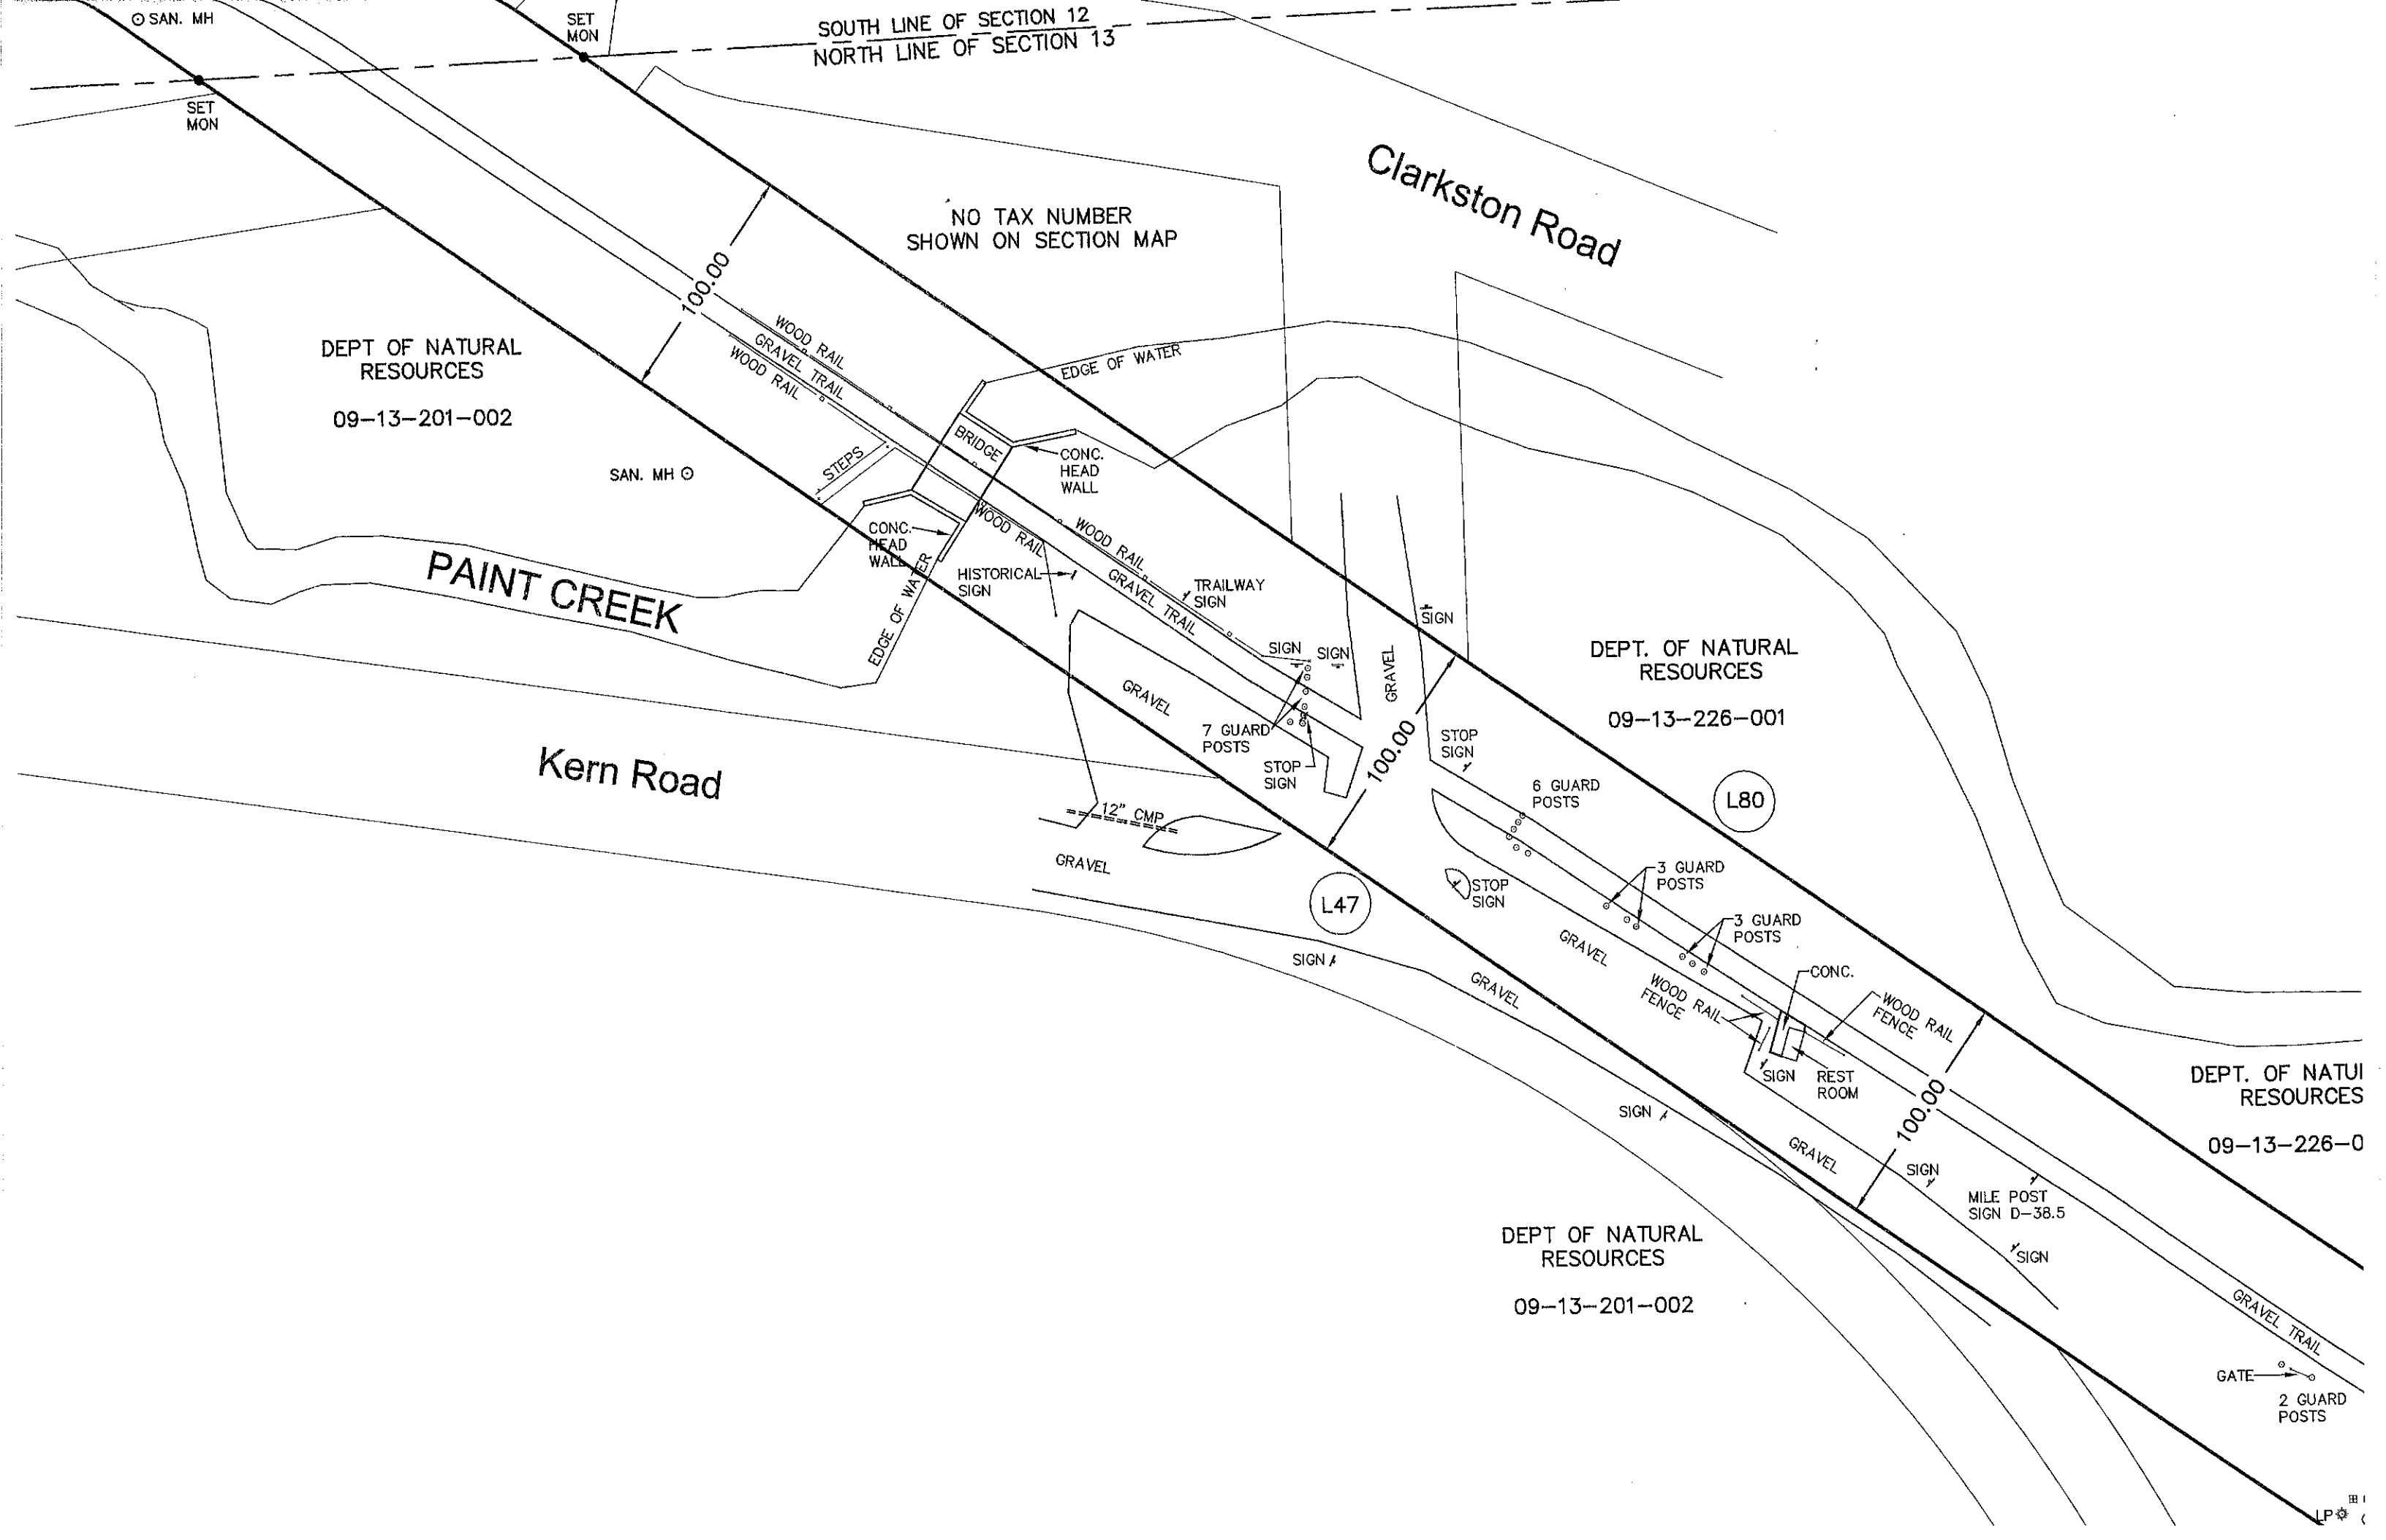 SAN. MH
SET
MON
SOUTH LINE OF SECTION 12
NORTH LINE OF SECTION 13
SET
MON
Clarkston Road
NO TAX NUMBER
SHOWN ON SECTION MAP
100.00
WOOD RAIL
GRAVEL TRAIL
WOOD RAIL
DEPT OF NATURAL
RESOURCES
09-13-201-002
EDGE OF WATER
BRIDGE
CONC.
HEAD
WALL
STEPS
SAN. MH
CONC.
HEAD
WALL
WOOD RAIL
WOOD RAIL
PAINT CREEK
EDGE OF WATER
HISTORICAL
SIGN
GRAVEL TRAIL
TRAILWAY
SIGN
SIGN
SIGN
SIGN
GRAVEL
DEPT. OF NATURAL
RESOURCES
09-13-226-001
GRAVEL
7 GUARD
POSTS
STOP
SIGN
100.00
STOP
SIGN
Kern Road
6 GUARD
POSTS
L80
12" CMP
GRAVEL
L47
STOP
SIGN
3 GUARD
POSTS
3 GUARD
POSTS
SIGN
GRAVEL
GRAVEL
WOOD RAIL
FENCE
CONC.
WOOD RAIL
FENCE
SIGN
REST
ROOM
SIGN
100.00
DEPT. OF NATU
RESOURCES
09-13-226-0
GRAVEL
SIGN
MILE POST
SIGN D-38.5
SIGN
DEPT OF NATURAL
RESOURCES
09-13-201-002
GRAVEL TRAIL
GATE
2 GUARD
POSTS
LP